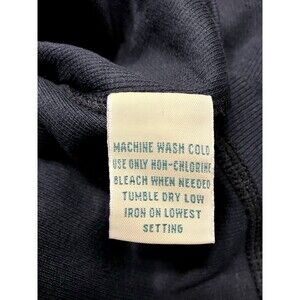 MACHINE WASH COLD
USE ONLY NON-CHLORINE
BLEACH WHEN NEEDED
TUMBLE DRY LOW
IRON ON LOWEST
SETTING